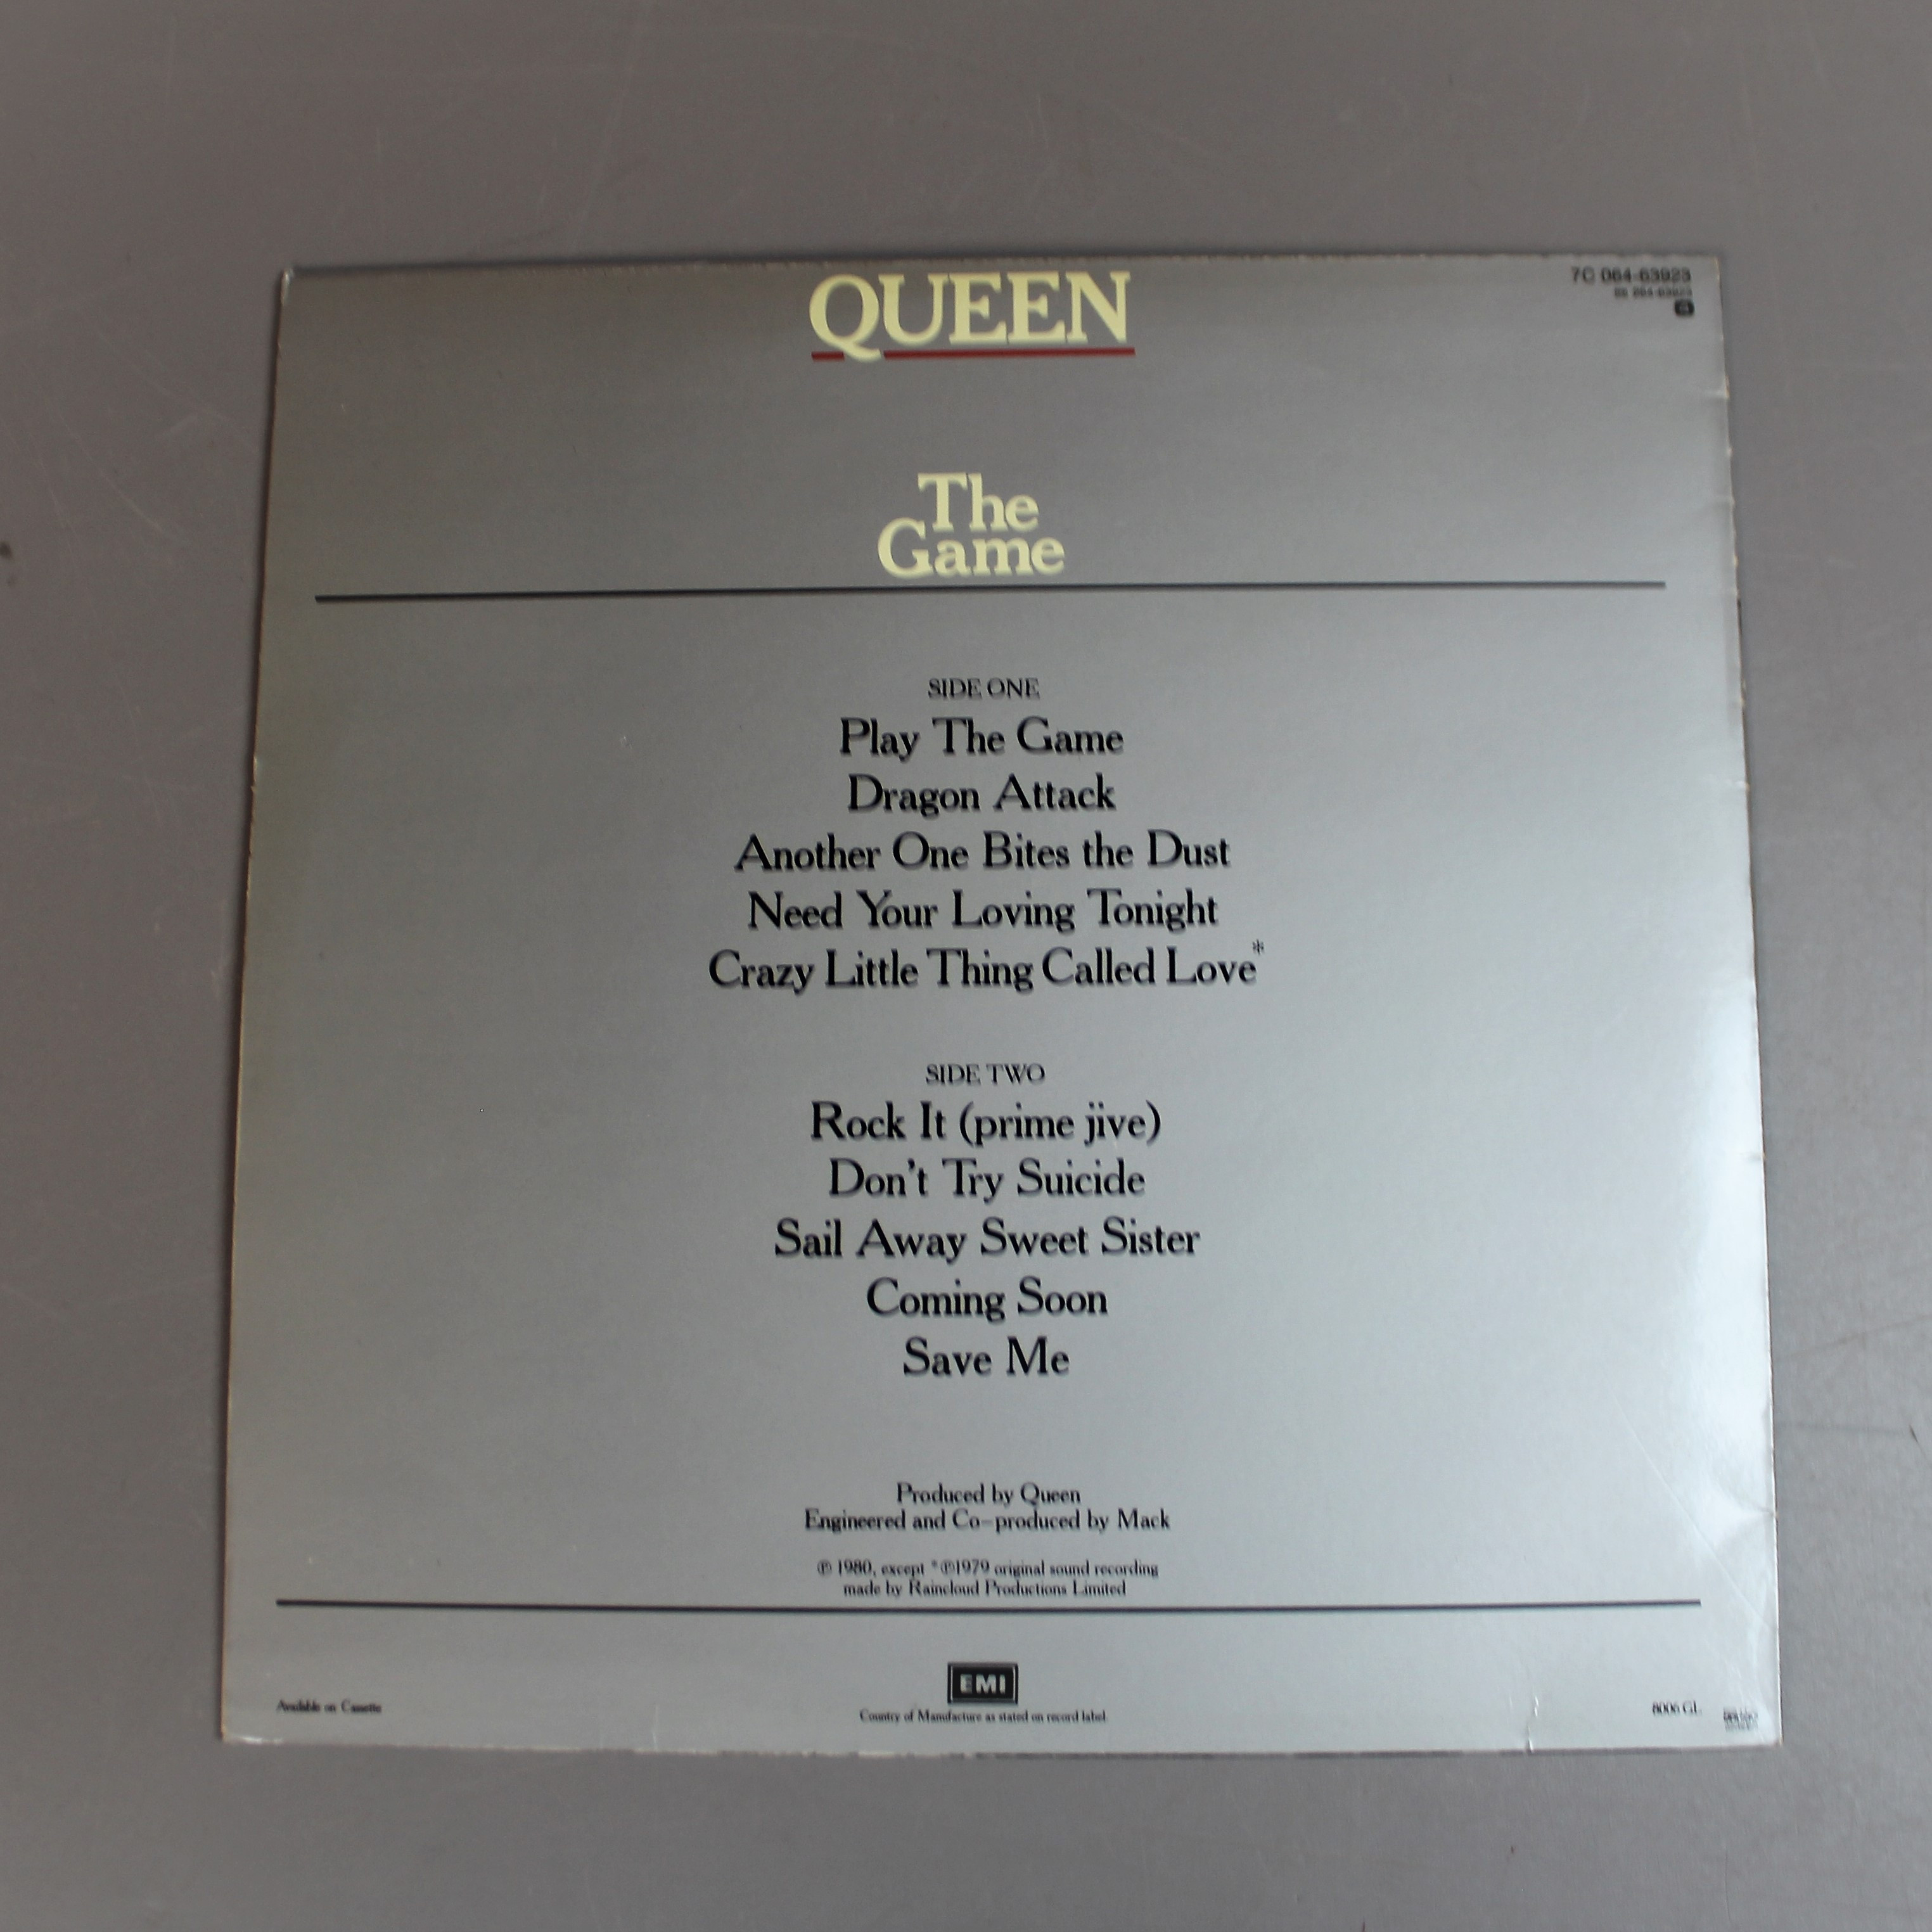 QUEEN
7C 064-63923
The
Game
SIDE ONE
Play The Game
Dragon Attack
Another One Bites the Dust
Need Your Loving Tonight
Crazy Little Thing Called Love*
SIDE TWO
Rock It (prime jive)
Don't Try Suicide
Sail Away Sweet Sister
Coming Soon
Save Me
Produced by Queen
Engineered and Co-produced by Mack
℗ 1980, except *℗1979 original sound recording
made by Raincloud Productions Limited
EMI
Available on Cassette
Country of Manufacture as stated on record label.
8006 GL